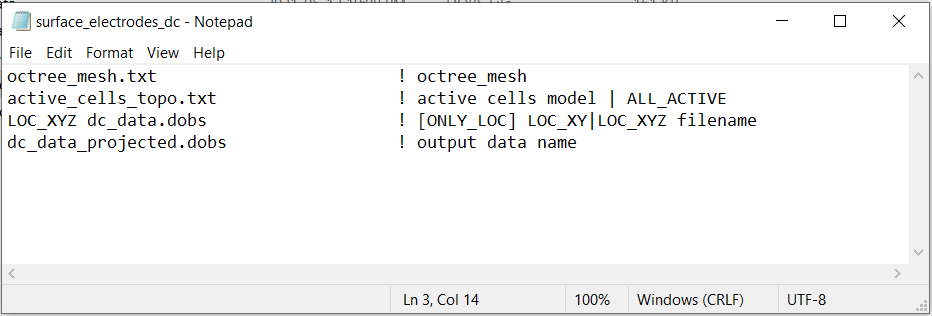 surface_electrodes_dc - Notepad
File Edit Format View Help
octree_mesh.txt ! octree_mesh
active_cells_topo.txt ! active cells model | ALL_ACTIVE
LOC_XYZ dc_data.dobs ! [ONLY_LOC] LOC_XY|LOC_XYZ filename
dc_data_projected.dobs ! output data name
Ln 3, Col 14 100% Windows (CRLF) UTF-8